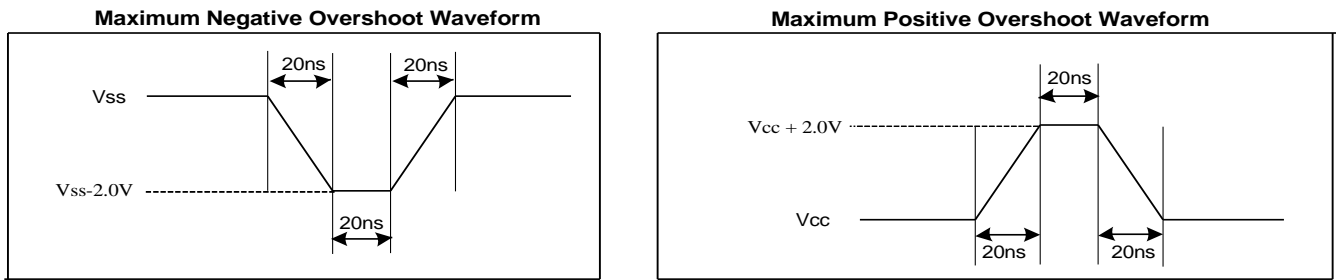 Maximum Negative Overshoot Waveform
20ns
20ns
Vss
Vss-2.0V
20ns
Maximum Positive Overshoot Waveform
20ns
Vcc + 2.0V
Vcc
20ns
20ns